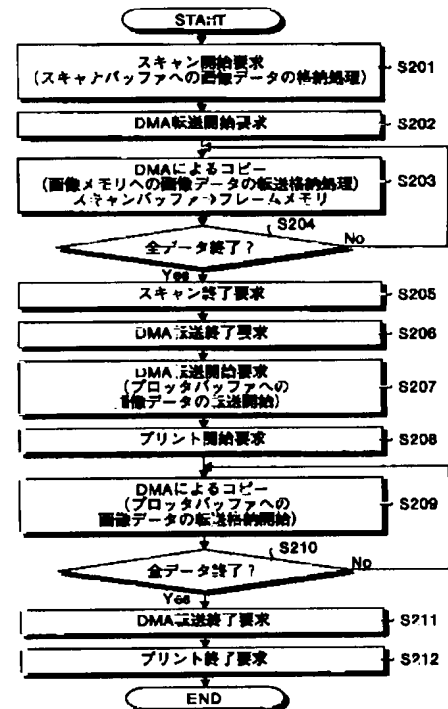 START
スキャン開始要求
(スキャナバッファへの画像データの格納処理)
S201
DMA転送開始要求
S202
DMAによるコピー
(画像メモリへの画像データの転送格納処理)
スキャンバッファ→フレームメモリ
S203
S204
全データ終了?
No
Yes
スキャン終了要求
S205
DMA転送終了要求
S206
DMA転送開始要求
(プロッタバッファへの
画像データの転送開始)
S207
プリント開始要求
S208
DMAによるコピー
(プロッタバッファへの
画像データの転送格納開始)
S209
S210
全データ終了?
No
Yes
DMA転送終了要求
S211
プリント終了要求
S212
END